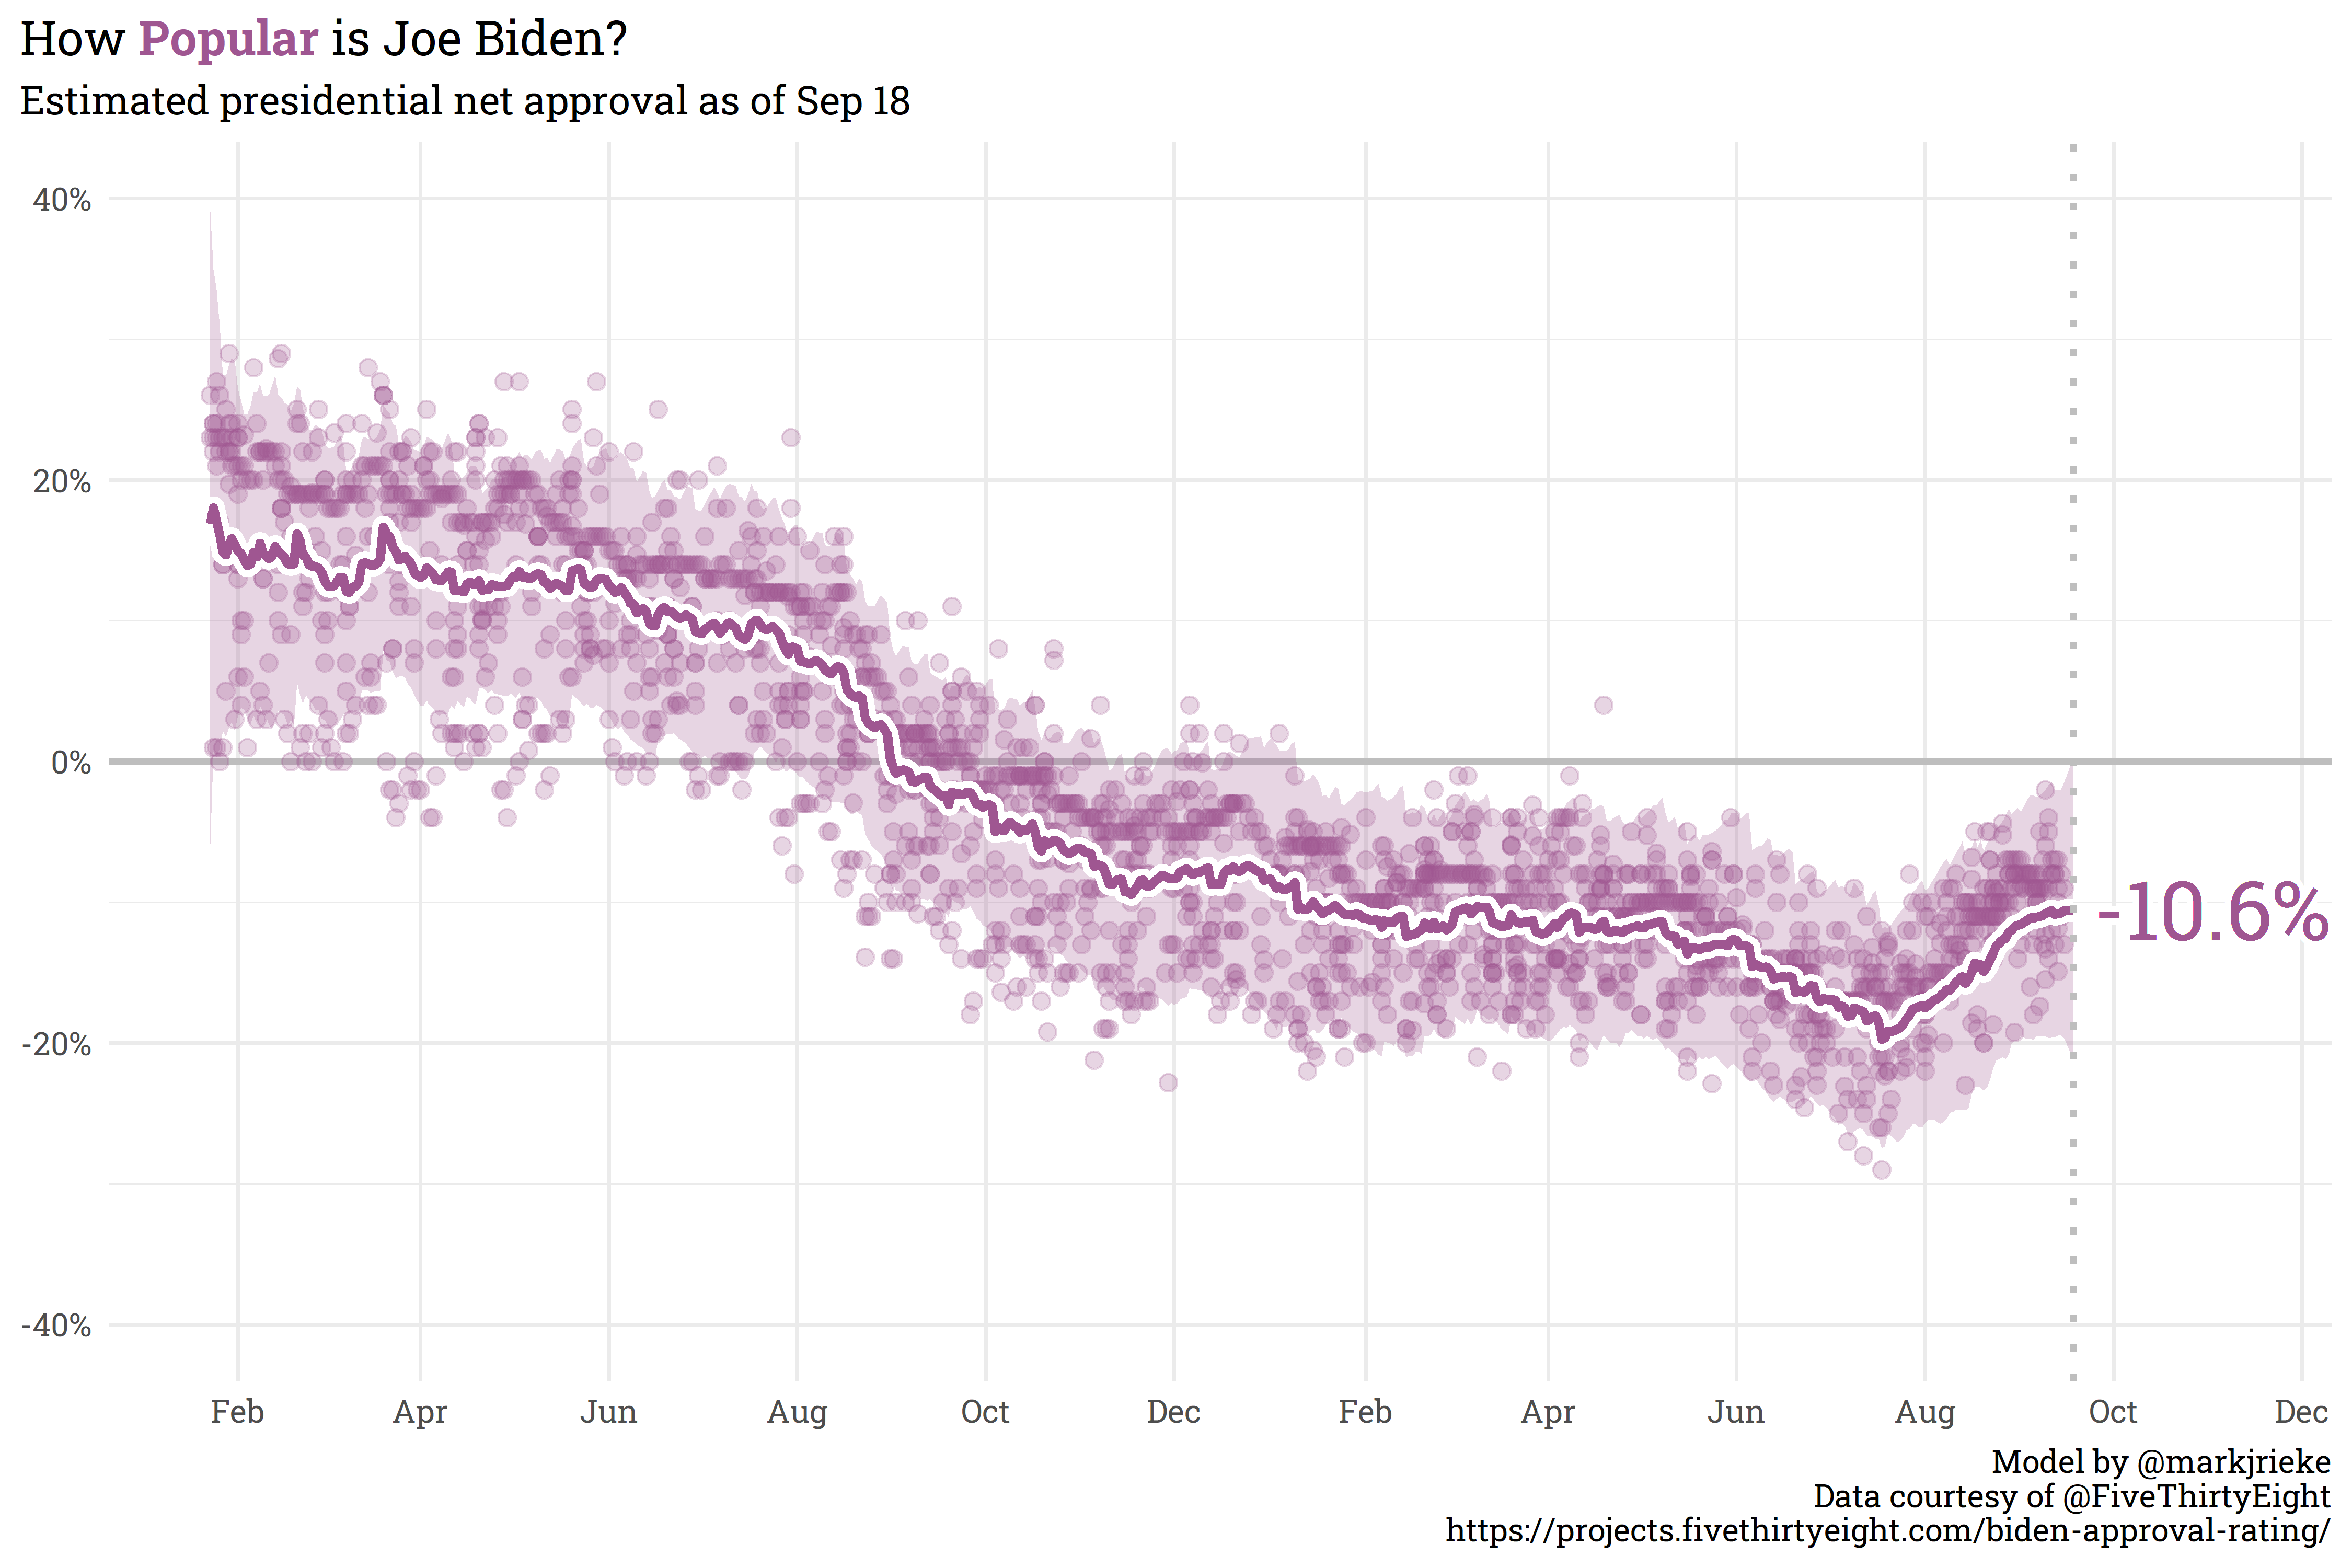 How Popular is Joe Biden?
Estimated presidential net approval as of Sep 18
40%
20%
0%
-10.6%
-20%
-40%
Feb Apr Jun Aug Oct Dec Feb Apr Jun Aug Oct Dec
Model by @markjrieke
Data courtesy of @FiveThirtyEight
https://projects.fivethirtyeight.com/biden-approval-rating/